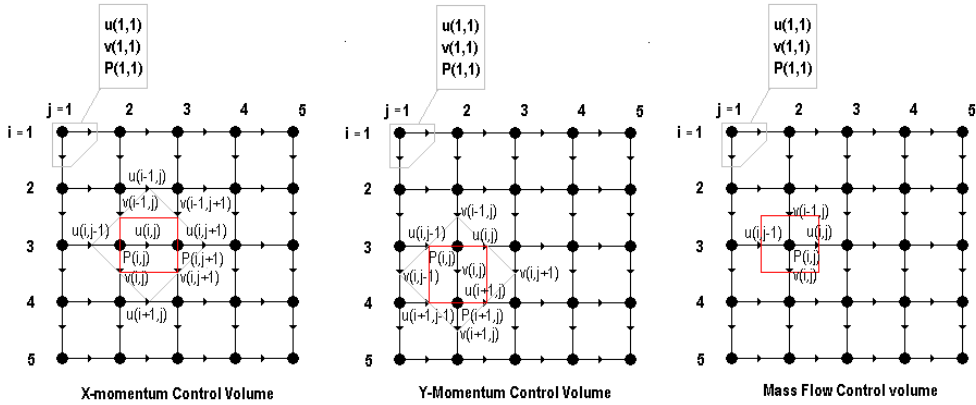 u(1,1)
v(1,1)
P(1,1)
j =1
2
3
4
5
i =1
2
3
4
5
u(i-1,j)
v(i-1,j)
v(i-1,j+1)
u(i,j-1)
u(i,j)
u(i,j+1)
P(i,j)
P(i,j+1)
v(i,j)
v(i,j+1)
u(i+1,j)
X-momentum Control Volume
u(1,1)
v(1,1)
P(1,1)
j =1
2
3
4
5
i =1
2
3
4
5
v(i-1,j)
u(i,j-1)
u(i,j)
P(i,j)
v(i,j-1)
v(i,j)
v(i,j+1)
u(i+1,j)
u(i+1,j-1)
P(i+1,j)
v(i+1,j)
Y-Momentum Control Volume
u(1,1)
v(1,1)
P(1,1)
j =1
2
3
4
5
i =1
2
3
4
5
v(i-1,j)
u(i,j-1)
u(i,j)
P(i,j)
v(i,j)
Mass Flow Control volume